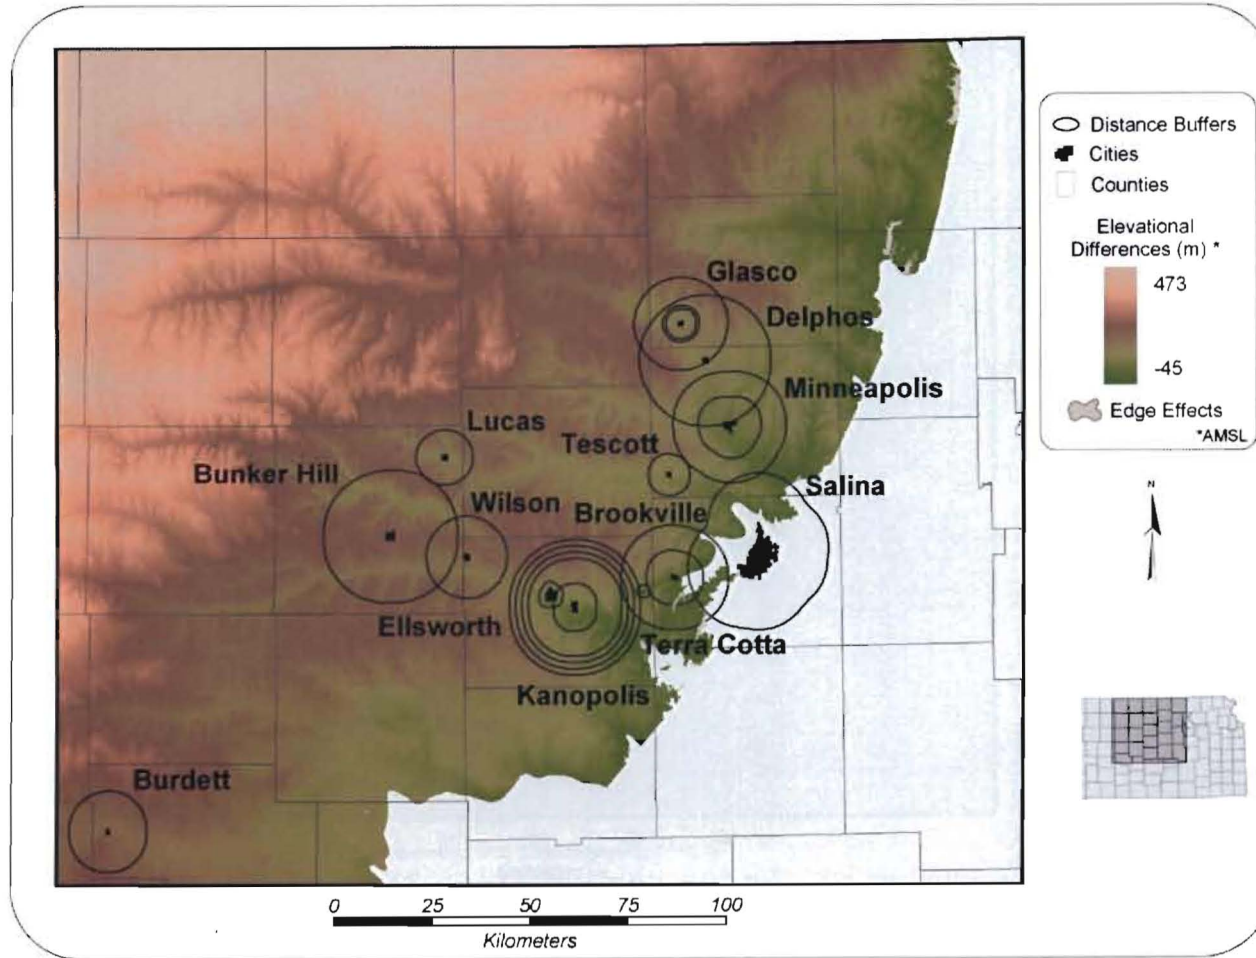 Glasco
Delphos
Minneapolis
Lucas
Tescott
Bunker Hill
Salina
Wilson
Brookville
Ellsworth
Terra Cotta
Kanopolis
Burdett
0 25 50 75 100
Kilometers
Distance Buffers
Cities
Counties
Elevational
Differences (m) *
473
-45
Edge Effects
*AMSL
N